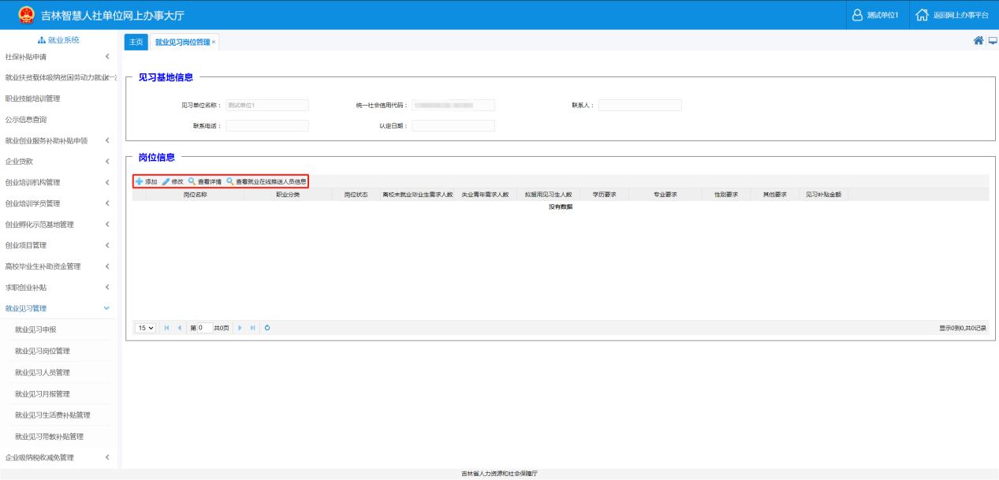 吉林智慧人社单位网上办事大厅
测试单位1
返回网上办事平台
就业系统
社保补贴申请
就业扶贫载体吸纳贫困劳动力就业一次
职业技能培训管理
公示信息查询
就业创业服务补助补贴申领
企业贷款
创业培训机构管理
创业培训学员管理
创业孵化示范基地管理
创业项目管理
高校毕业生补助资金管理
求职创业补贴
就业见习管理
就业见习申报
就业见习岗位管理
就业见习人员管理
就业见习月报管理
就业见习生活费补贴管理
就业见习带教补贴管理
企业吸纳税收减免管理
主页
就业见习岗位管理 ×
见习基地信息
见习单位名称： 测试单位1
统一社会信用代码：
联系人：
联系电话：
认定日期：
岗位信息
添加 修改 查看详情 查看就业在线推送人员信息
岗位名称 职业分类 岗位状态 离校未就业毕业生需求人数 失业青年需求人数 拟留用见习生人数 学历要求 专业要求 性别要求 其他要求 见习补贴金额
没有数据
15 第 0 共0页
显示0到0,共0记录
吉林省人力资源和社会保障厅